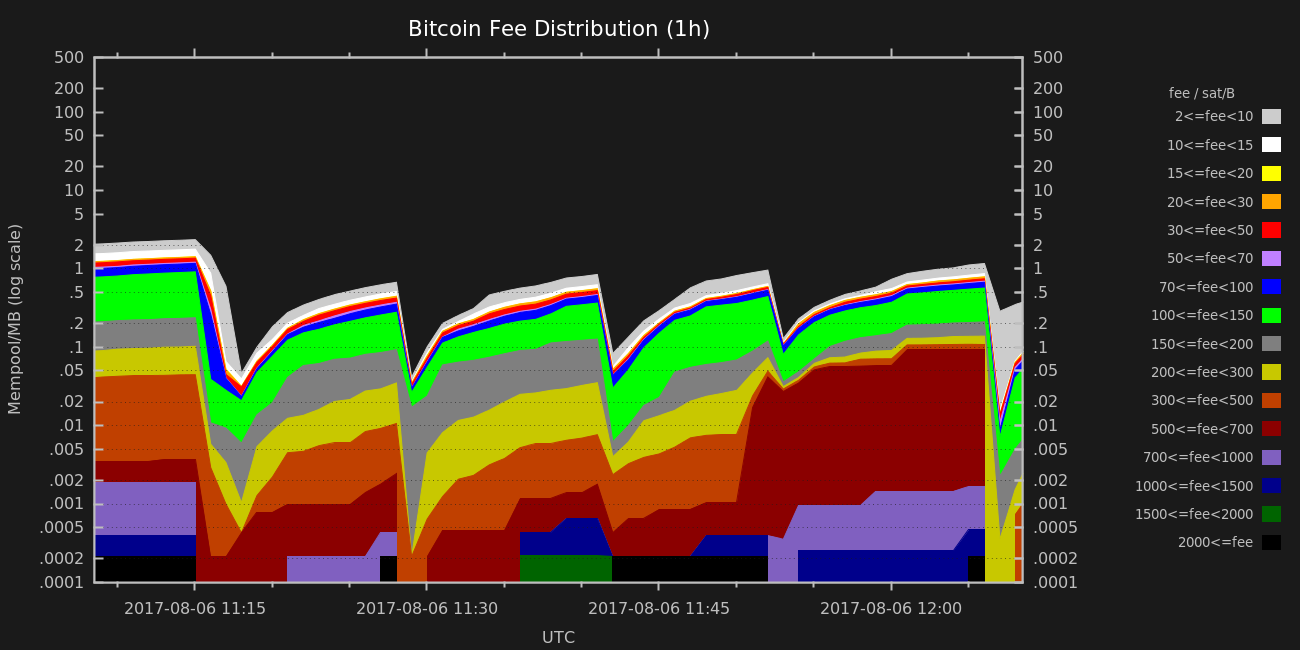 Bitcoin Fee Distribution (1h)
500 500
200 200
100 100
50 50
20 20
10 10
5 5
2 2
1 1
.5 .5
.2 .2
.1 .1
.05 .05
.02 .02
.01 .01
.005 .005
.002 .002
.001 .001
.0005 .0005
.0002 .0002
.0001 .0001
Mempool/MB (log scale)
2017-08-06 11:15 2017-08-06 11:30 2017-08-06 11:45 2017-08-06 12:00
UTC
fee / sat/B
2<=fee<10
10<=fee<15
15<=fee<20
20<=fee<30
30<=fee<50
50<=fee<70
70<=fee<100
100<=fee<150
150<=fee<200
200<=fee<300
300<=fee<500
500<=fee<700
700<=fee<1000
1000<=fee<1500
1500<=fee<2000
2000<=fee